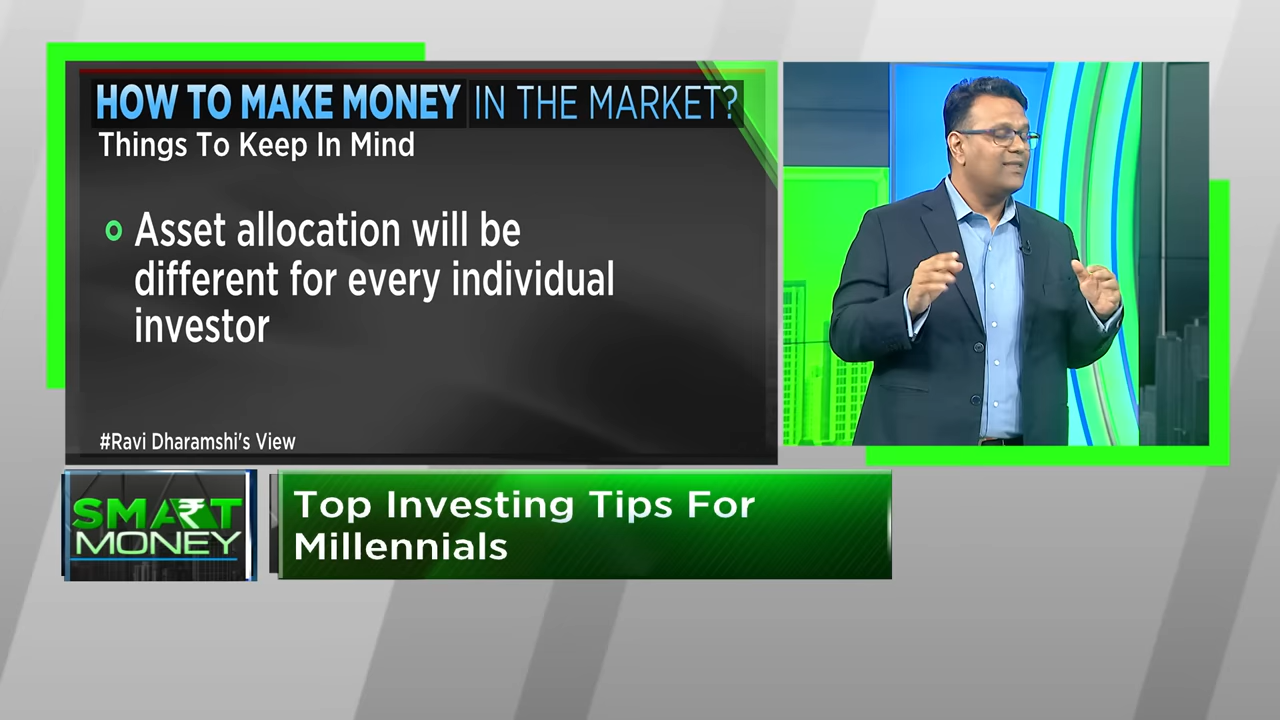 HOW TO MAKE MONEY IN THE MARKET?
Things To Keep In Mind
Asset allocation will be
different for every individual
investor
#Ravi Dharamshi's View
SMART
MONEY
Top Investing Tips For
Millennials